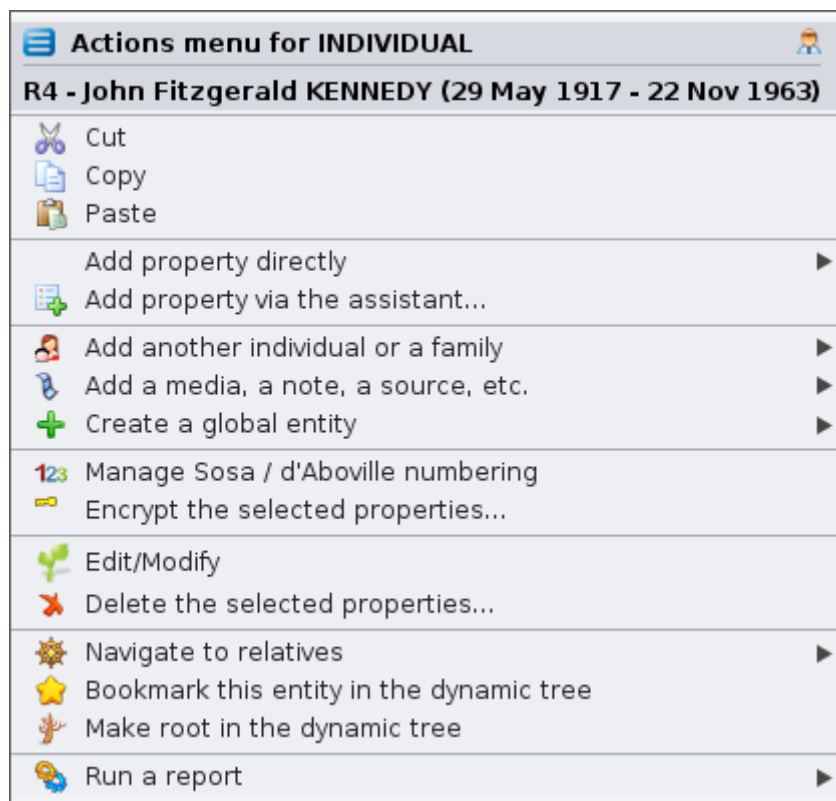 Actions menu for INDIVIDUAL
R4 - John Fitzgerald KENNEDY (29 May 1917 - 22 Nov 1963)
Cut
Copy
Paste
Add property directly
Add property via the assistant...
Add another individual or a family
Add a media, a note, a source, etc.
Create a global entity
123 Manage Sosa / d'Aboville numbering
Encrypt the selected properties...
Edit/Modify
Delete the selected properties...
Navigate to relatives
Bookmark this entity in the dynamic tree
Make root in the dynamic tree
Run a report